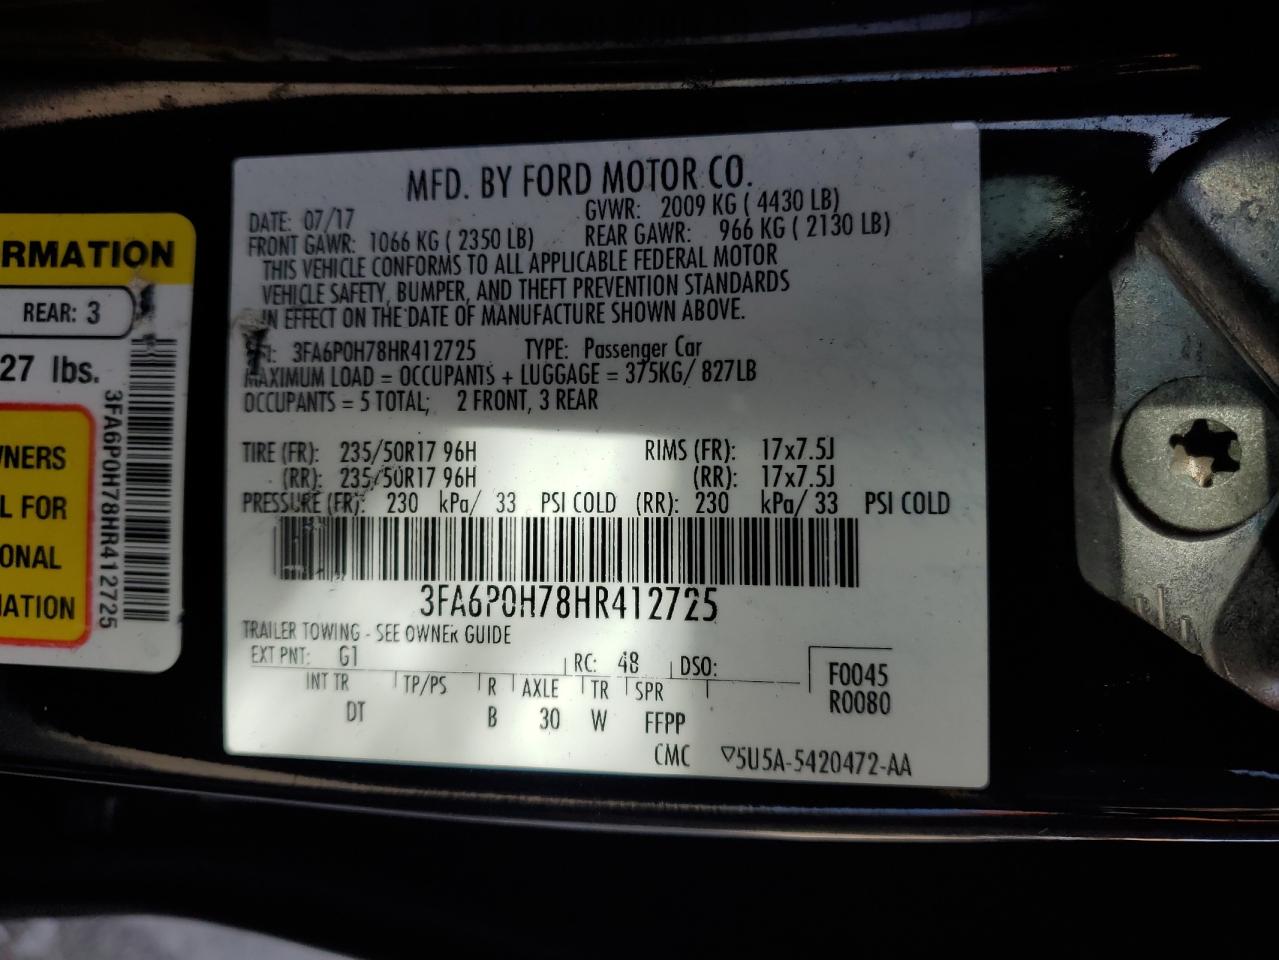 MFD. BY FORD MOTOR CO.
DATE: 07/17 GVWR: 2009 KG ( 4430 LB)
FRONT GAWR: 1066 KG ( 2350 LB) REAR GAWR: 966 KG ( 2130 LB)
THIS VEHICLE CONFORMS TO ALL APPLICABLE FEDERAL MOTOR
VEHICLE SAFETY, BUMPER, AND THEFT PREVENTION STANDARDS
IN EFFECT ON THE DATE OF MANUFACTURE SHOWN ABOVE.
3FA6P0H78HR412725 TYPE: Passenger Car
MAXIMUM LOAD = OCCUPANTS + LUGGAGE = 375KG/ 827LB
OCCUPANTS = 5 TOTAL; 2 FRONT, 3 REAR
TIRE (FR): 235/50R17 96H RIMS (FR): 17x7.5J
(RR): 235/50R17 96H (RR): 17x7.5J
PRESSURE (FR): 230 kPa/ 33 PSI COLD (RR): 230 kPa/ 33 PSI COLD
3FA6P0H78HR412725
TRAILER TOWING - SEE OWNER GUIDE
EXT PNT: G1 RC: 48 DSO:
INT TR TP/PS R AXLE TR SPR
DT B 30 W FFPP
F0045
R0080
CMC ▽5U5A-5420472-AA
RMATION
REAR: 3
27 lbs.
NERS
L FOR
ONAL
MATION
3FA6P0H78HR412725